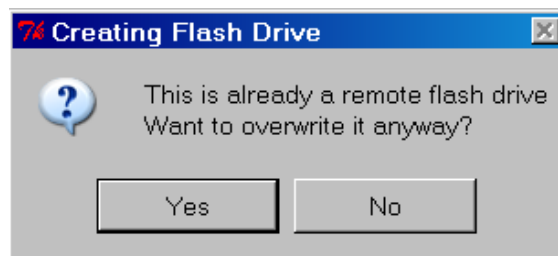 Creating Flash Drive
This is already a remote flash drive
Want to overwrite it anyway?
Yes
No